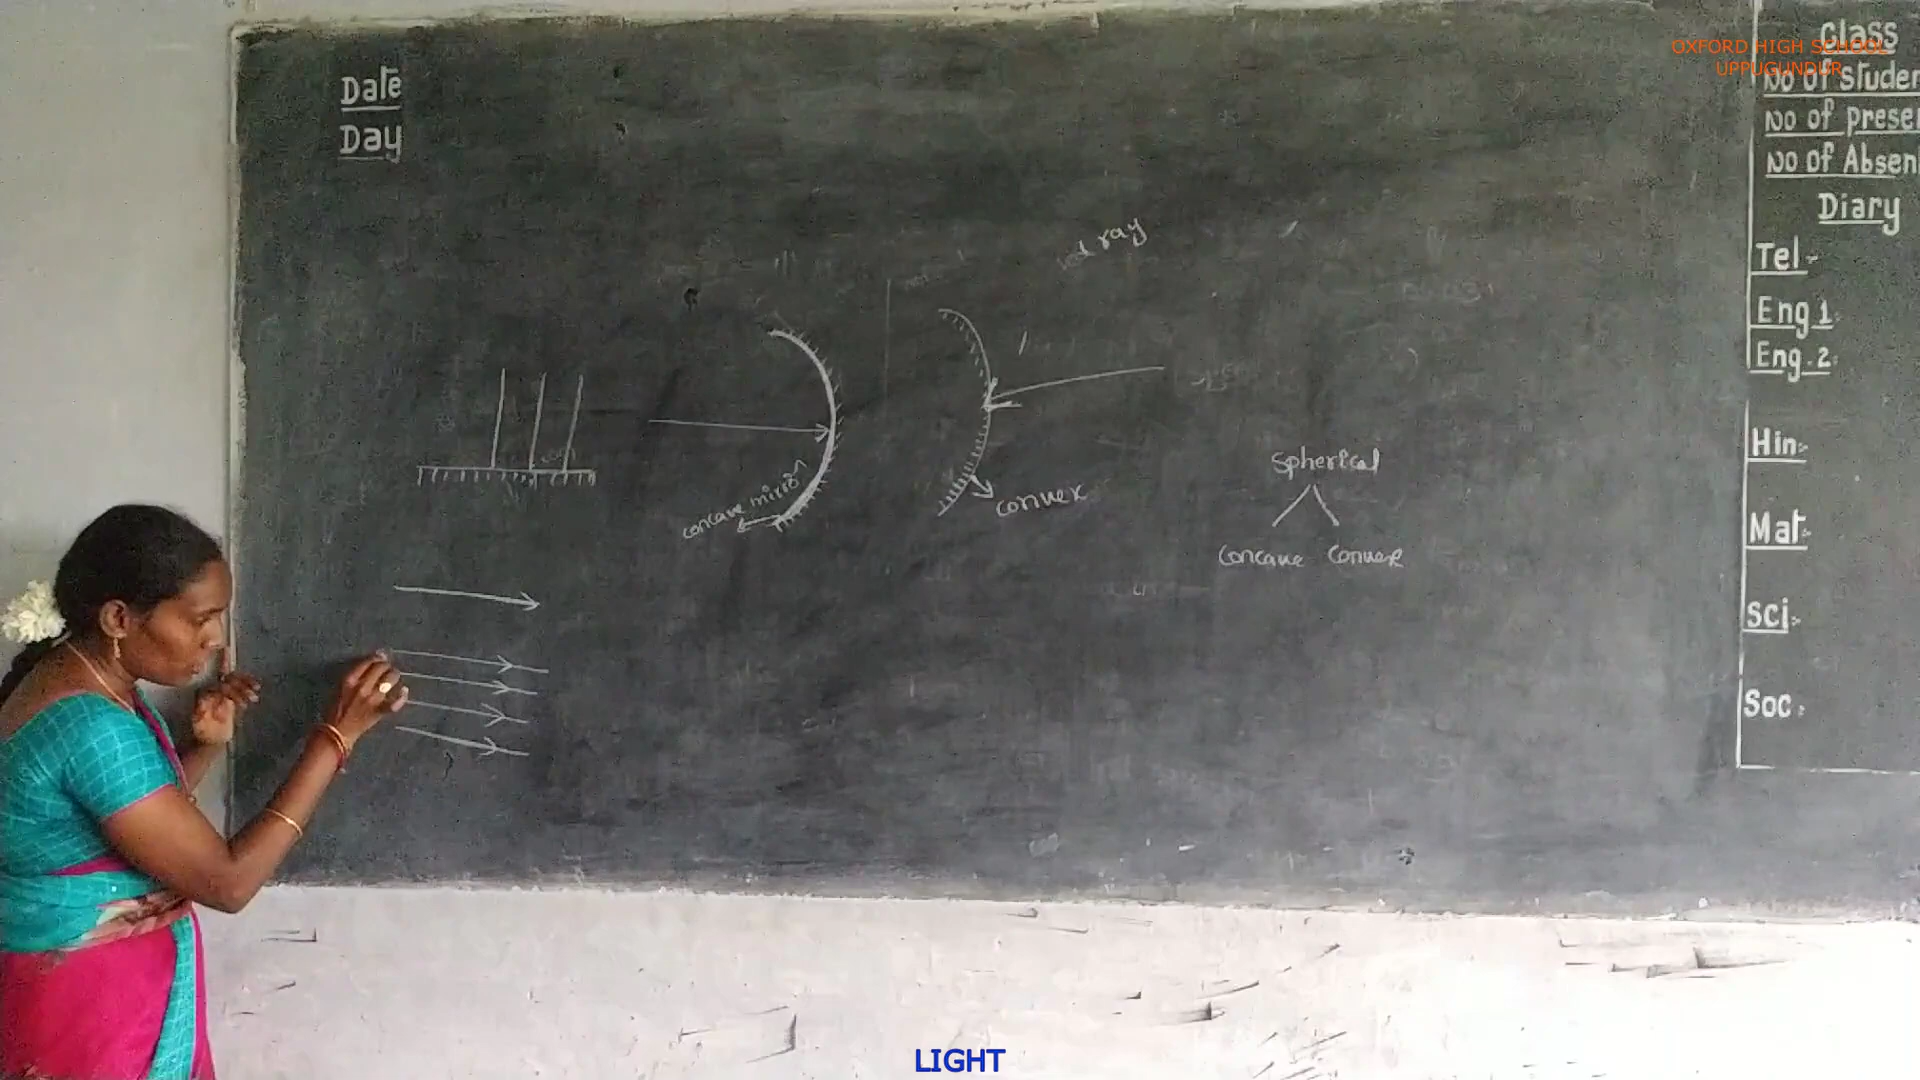 Date
Day
ray
concave mirror
convex
Spherical
concave convex
OXFORD HIGH SCHOOL
UPPUGUNDUR
Class
No of Studen
No of presen
No of Absen
Diary
Tel:-
Eng 1:
Eng.2:
Hin:-
Mat:-
Sci:-
Soc:
LIGHT